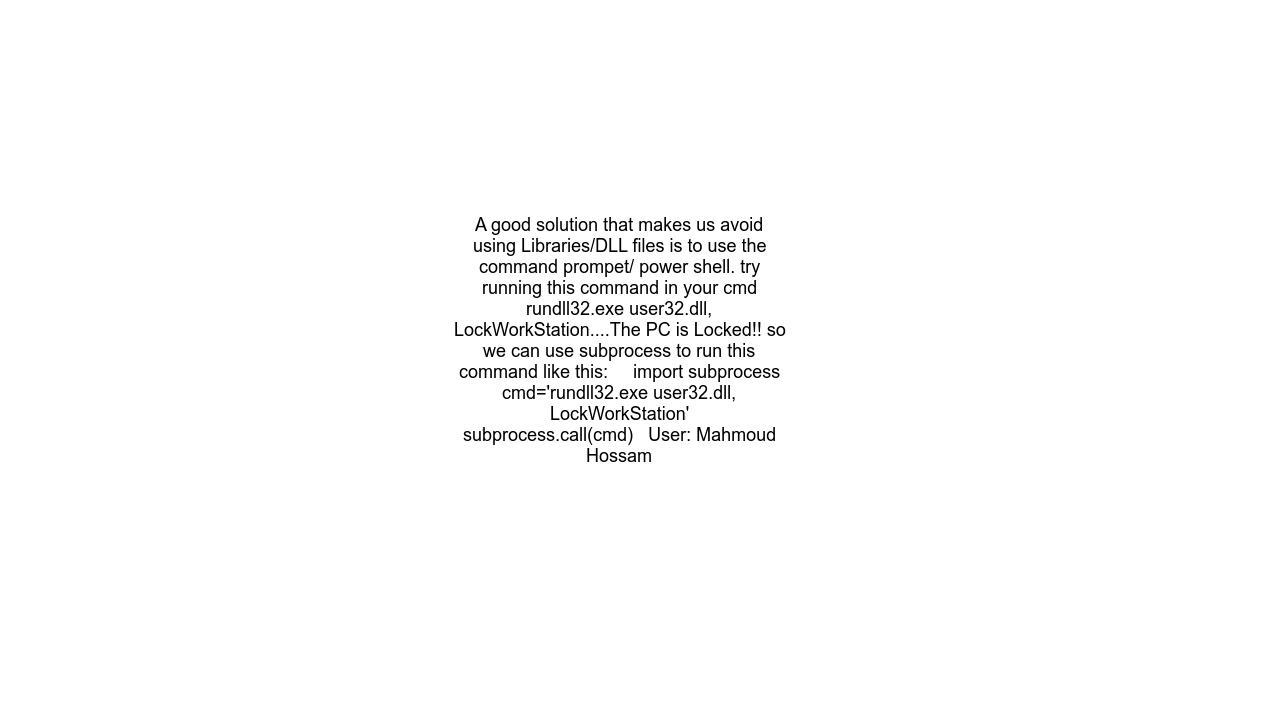 A good solution that makes us avoid
using Libraries/DLL files is to use the
command prompet/ power shell. try
running this command in your cmd
rundll32.exe user32.dll,
LockWorkStation....The PC is Locked!! so
we can use subprocess to run this
command like this:     import subprocess
cmd='rundll32.exe user32.dll,
LockWorkStation'
subprocess.call(cmd)   User: Mahmoud
Hossam